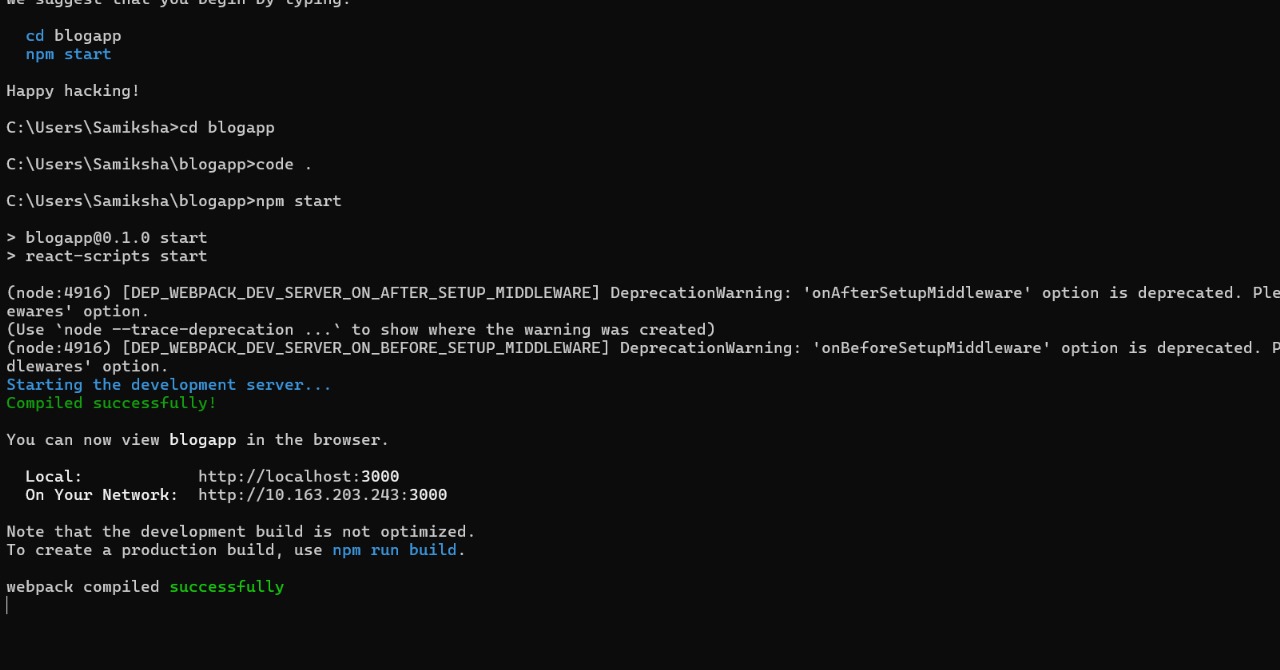 We suggest that you begin by typing:
cd blogapp
npm start
Happy hacking!
C:\Users\Samiksha>cd blogapp
C:\Users\Samiksha\blogapp>code .
C:\Users\Samiksha\blogapp>npm start
> blogapp@0.1.0 start
> react-scripts start
(node:4916) [DEP_WEBPACK_DEV_SERVER_ON_AFTER_SETUP_MIDDLEWARE] DeprecationWarning: 'onAfterSetupMiddleware' option is deprecated. Ple
ewares' option.
(Use `node --trace-deprecation ...` to show where the warning was created)
(node:4916) [DEP_WEBPACK_DEV_SERVER_ON_BEFORE_SETUP_MIDDLEWARE] DeprecationWarning: 'onBeforeSetupMiddleware' option is deprecated. P
dlewares' option.
Starting the development server...
Compiled successfully!
You can now view blogapp in the browser.
Local: http://localhost:3000
On Your Network: http://10.163.203.243:3000
Note that the development build is not optimized.
To create a production build, use npm run build.
webpack compiled successfully